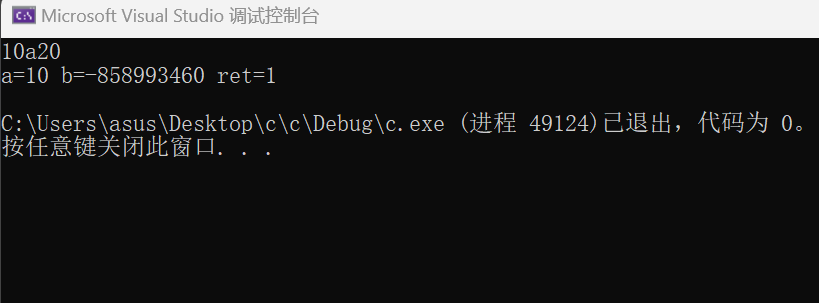 Microsoft Visual Studio 调试控制台
10a20
a=10 b=-858993460 ret=1
C:\Users\asus\Desktop\c\c\Debug\c.exe (进程 49124)已退出，代码为 0。
按任意键关闭此窗口. . .